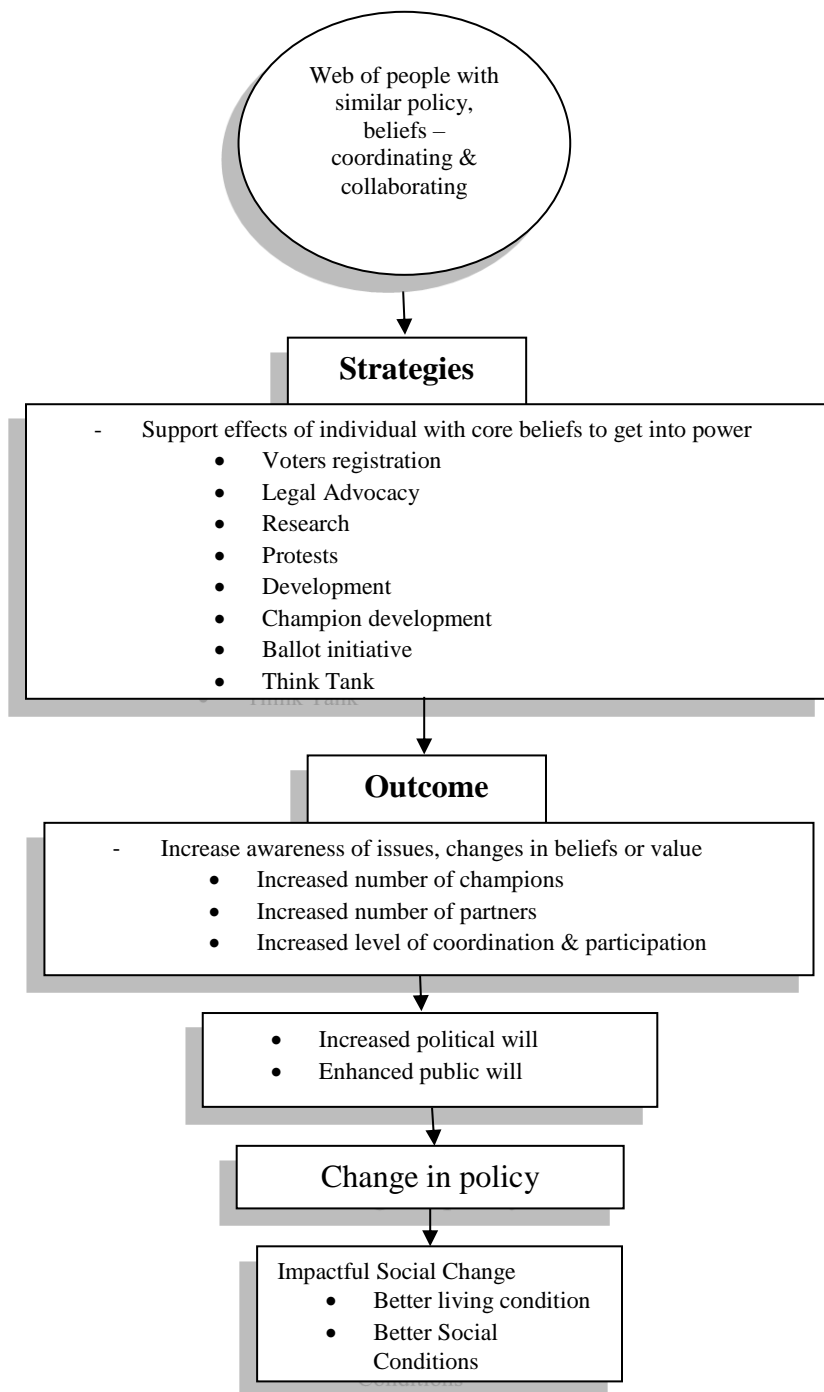 Web of people with
similar policy,
beliefs –
coordinating &
collaborating
Strategies
- Support effects of individual with core beliefs to get into power
• Voters registration
• Legal Advocacy
• Research
• Protests
• Development
• Champion development
• Ballot initiative
• Think Tank
Outcome
- Increase awareness of issues, changes in beliefs or value
• Increased number of champions
• Increased number of partners
• Increased level of coordination & participation
• Increased political will
• Enhanced public will
Change in policy
Impactful Social Change
• Better living condition
• Better Social
Conditions